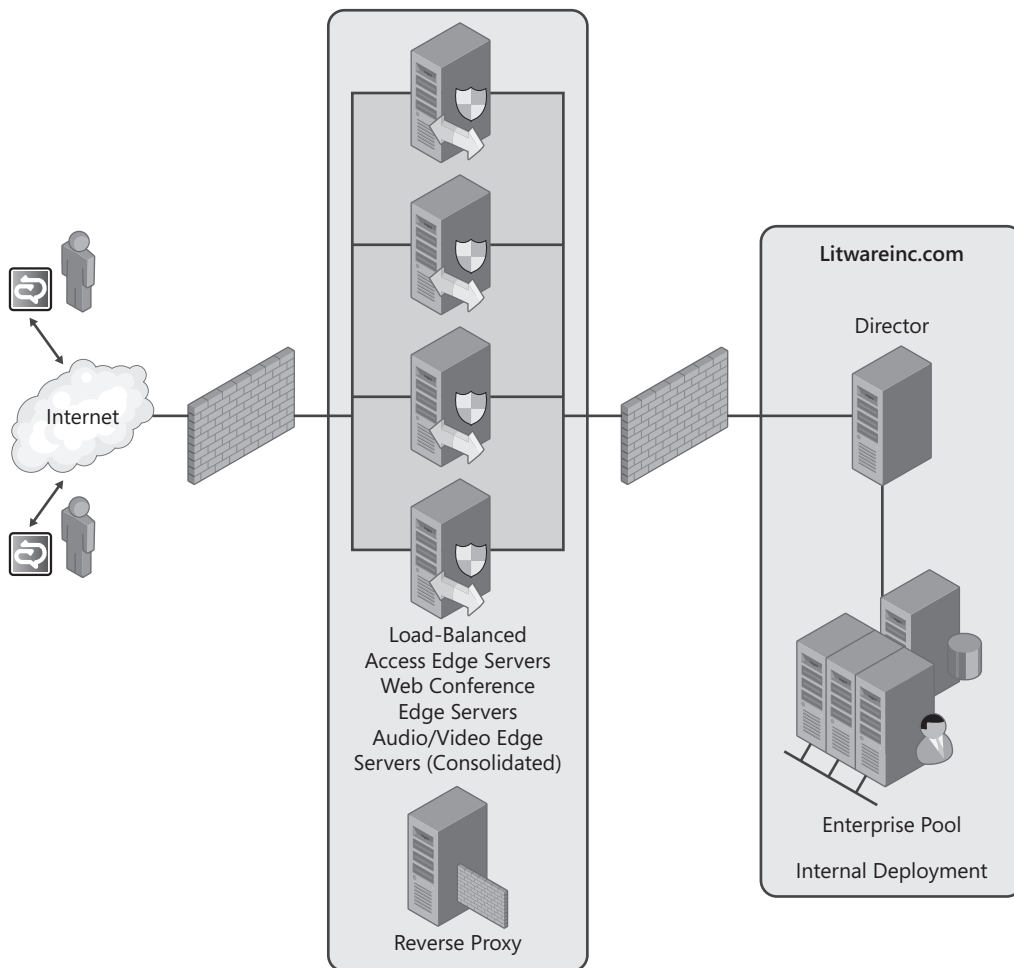 Litwareinc.com
Director
Internet
Load-Balanced
Access Edge Servers
Web Conference
Edge Servers
Audio/Video Edge
Servers (Consolidated)
Enterprise Pool
Internal Deployment
Reverse Proxy